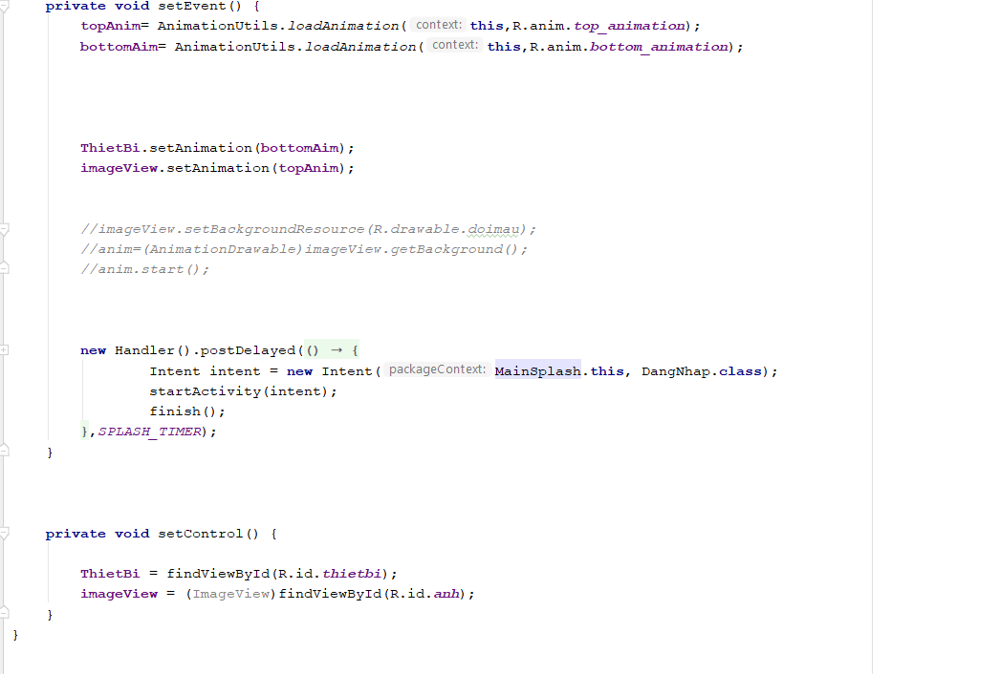 private void setEvent() {
topAnim= AnimationUtils.loadAnimation( context: this,R.anim.top_animation);
bottomAim= AnimationUtils.loadAnimation( context: this,R.anim.bottom_animation);
ThietBi.setAnimation(bottomAim);
imageView.setAnimation(topAnim);
//imageView.setBackgroundResource(R.drawable.doimau);
//anim=(AnimationDrawable)imageView.getBackground();
//anim.start();
new Handler().postDelayed(() → {
Intent intent = new Intent( packageContext: MainSplash.this, DangNhap.class);
startActivity(intent);
finish();
},SPLASH_TIMER);
}
private void setControl() {
ThietBi = findViewById(R.id.thietbi);
imageView = (ImageView)findViewById(R.id.anh);
}
}